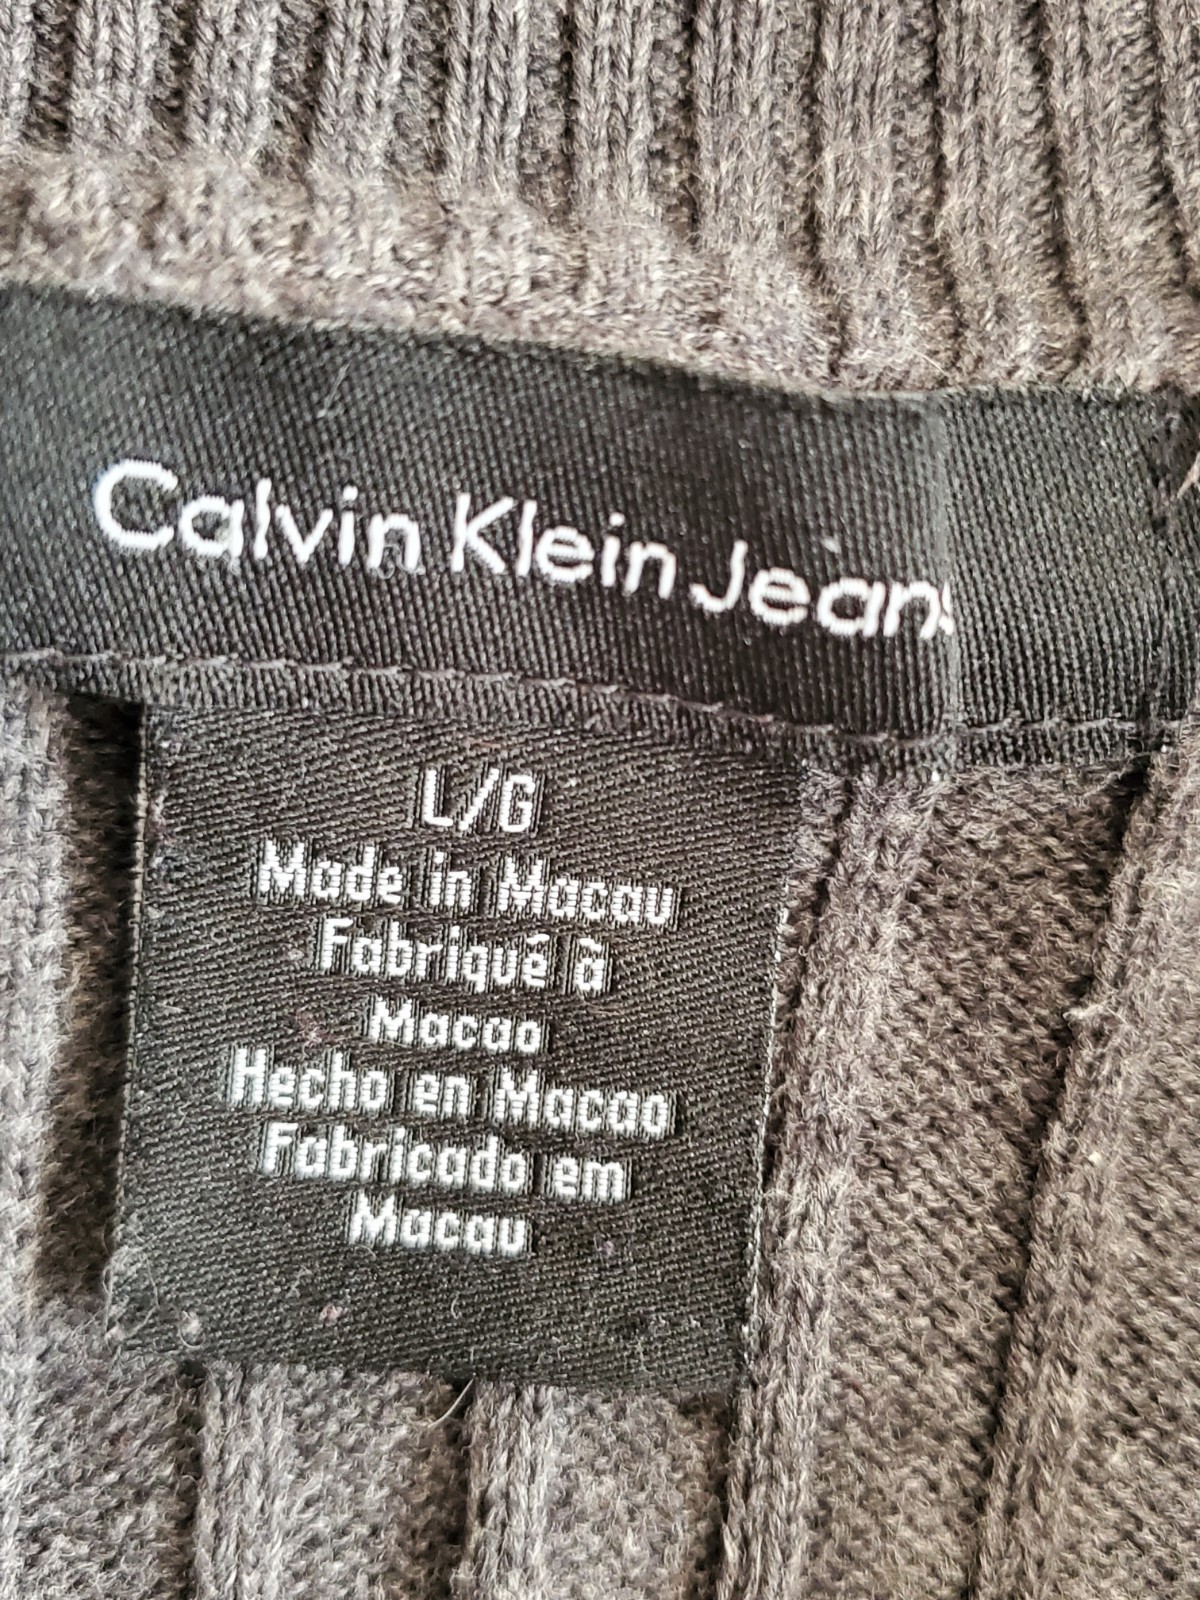 Calvin Klein Jeans
L/G
Made in Macau
Fabriqué à
Macao
Hecho en Macao
Fabricado em
Macau